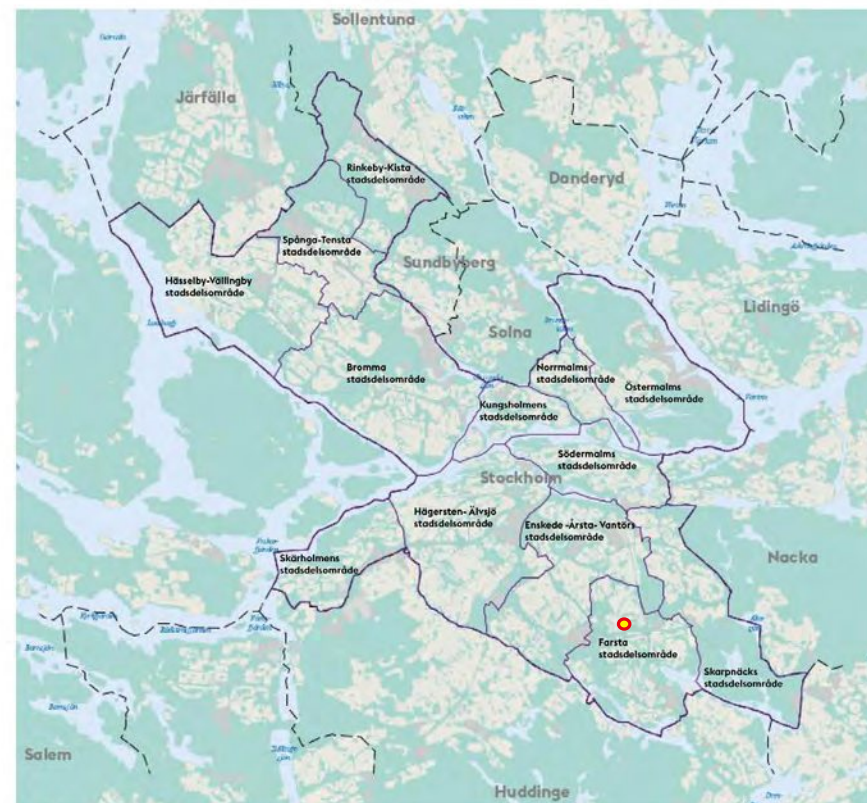 Sollentuna
Järfälla
Rinkeby-Kista
stadsdelsområde
Danderyd
Spånga-Tensta
stadsdelsområde
Sundbyberg
Hässelby-Vällingby
stadsdelsområde
Lidingö
Solna
Bromma
stadsdelsområde
Norrmalms
stadsdelsområde
Östermalms
stadsdelsområde
Kungsholmens
stadsdelsområde
Södermalms
stadsdelsområde
Stockholm
Hägersten- Älvsjö
stadsdelsområde
Enskede -Årsta- Vantörs
stadsdelsområde
Skärholmens
stadsdelsområde
Nacka
Farsta
stadsdelsområde
Skarpnäcks
stadsdelsområde
Salem
Huddinge